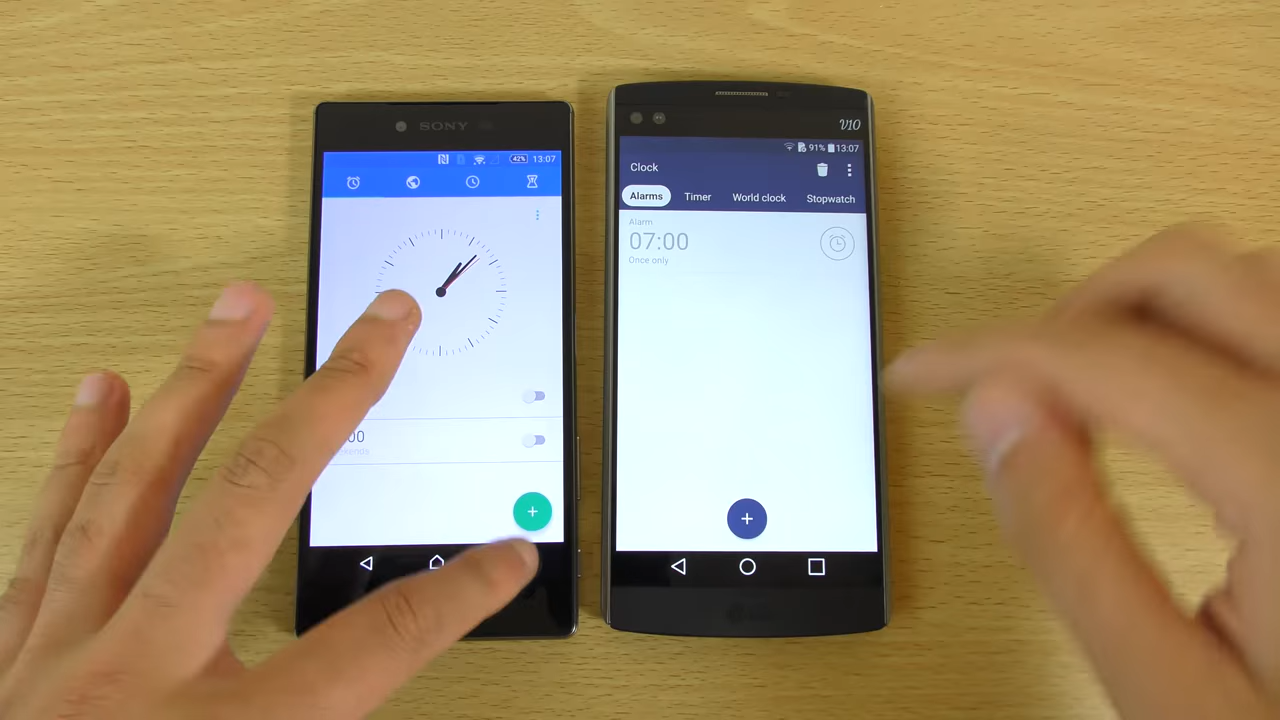 SONY
42% 13:07
00
V10
91% 13:07
Clock
Alarms Timer World clock Stopwatch
Alarm
07:00
Once only